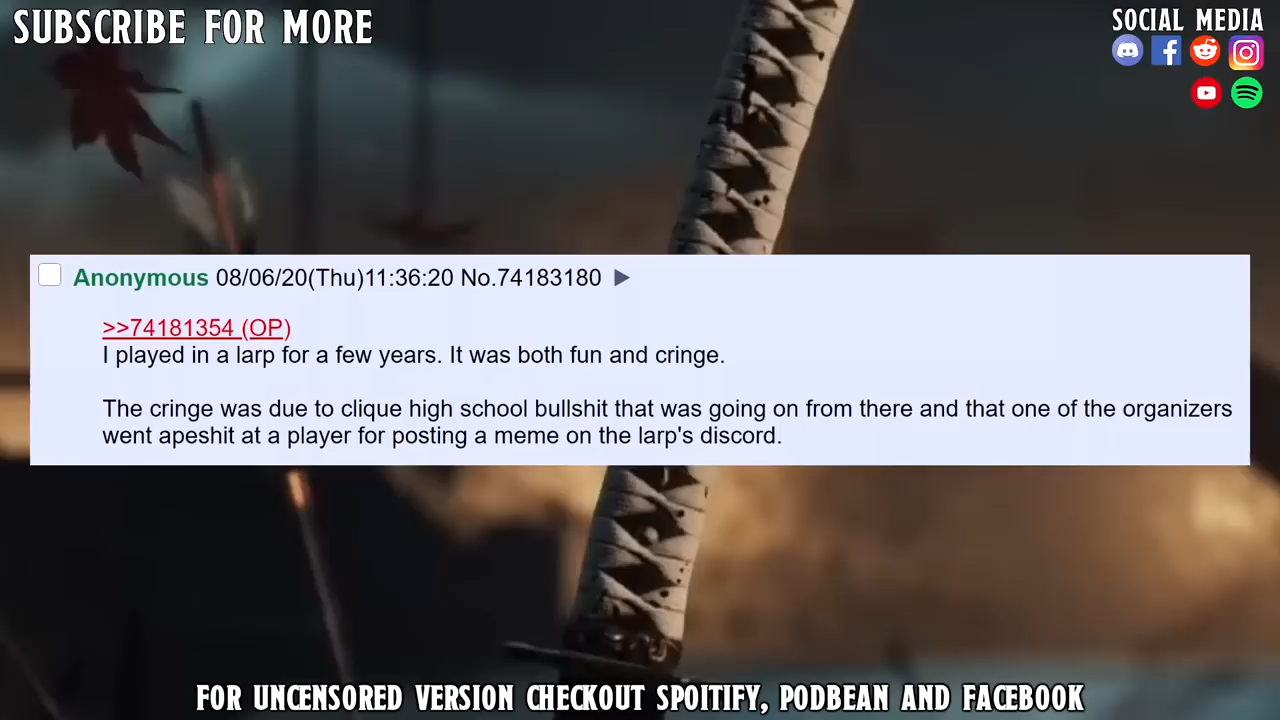 SUBSCRIBE FOR MORE
SOCIAL MEDIA
Anonymous 08/06/20(Thu)11:36:20 No.74183180 ▶
>>74181354 (OP)
I played in a larp for a few years. It was both fun and cringe.
The cringe was due to clique high school bullshit that was going on from there and that one of the organizers
went apeshit at a player for posting a meme on the larp's discord.
FOR UNCENSORED VERSION CHECKOUT SPOITIFY, PODBEAN AND FACEBOOK